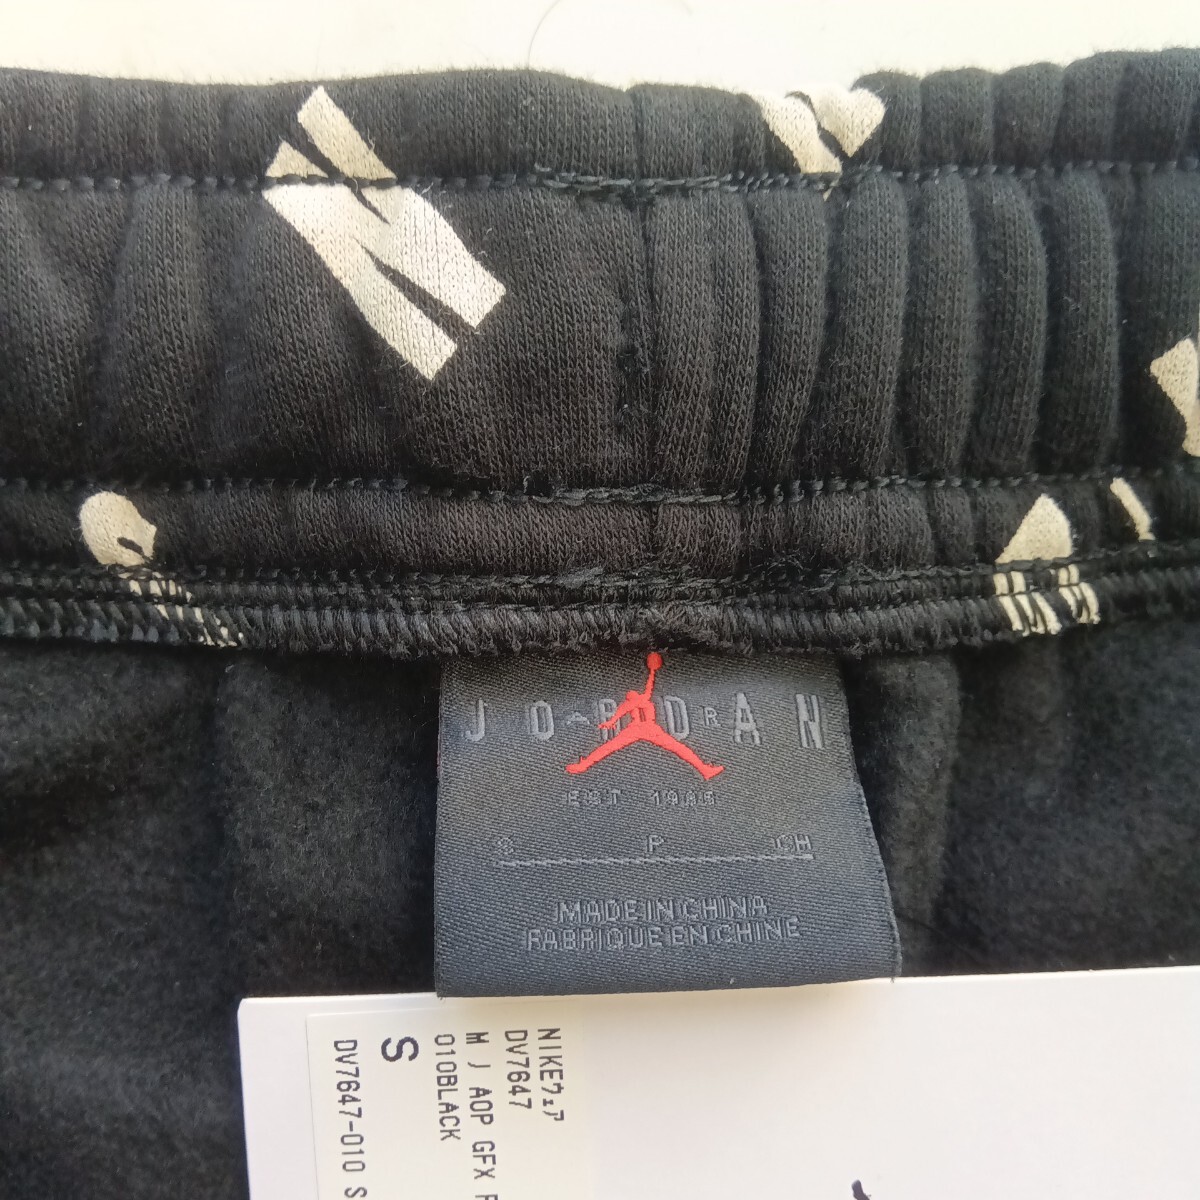 JORDAN
AIR
EST 1985
S P CH
MADE IN CHINA
FABRIQUE EN CHINE
NIKEウェア
DV7647
M J AOP GFX
010BLACK
S
DV7647-010 S